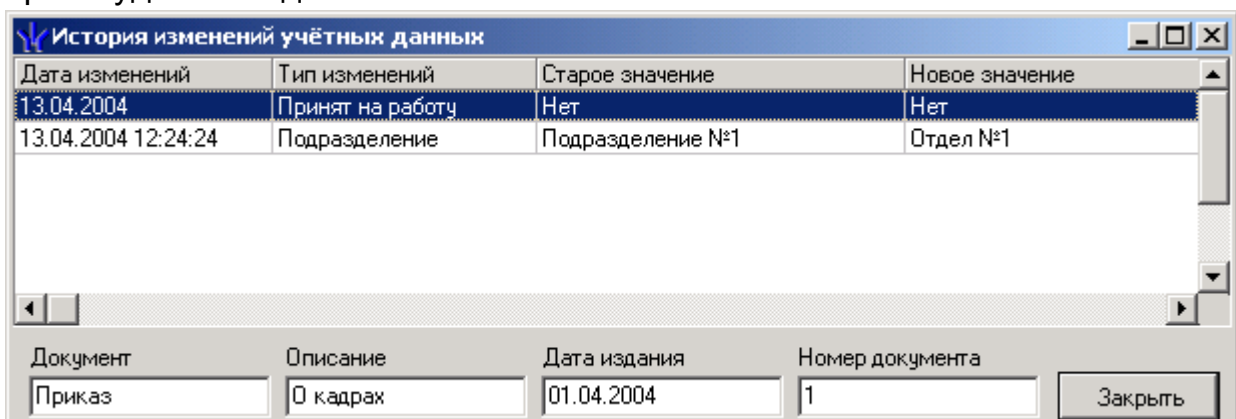 История изменений учётных данных
Дата изменений Тип изменений Старое значение Новое значение
13.04.2004 Принят на работу Нет Нет
13.04.2004 12:24:24 Подразделение Подразделение №1 Отдел №1
Документ Описание Дата издания Номер документа
Приказ О кадрах 01.04.2004 1 Закрыть